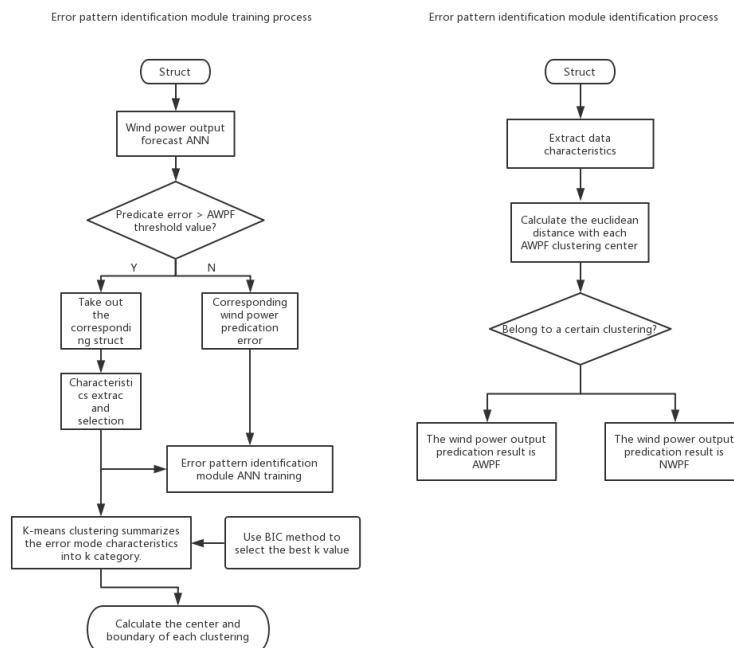 Error pattern identification module training process
Struct
Wind power output
forecast ANN
Predicate error > AWPF
threshold value?
Y
N
Take out
the
correspondi
ng struct
Corresponding
wind power
predication
error
Characteristi
cs extrac and
selection
Error pattern identification
module ANN training
K-means clustering summarizes
the error mode characteristics
into k category.
Use BIC method to
select the best k value
Calculate the center and
boundary of each clustering
Error pattern identification module identification process
Struct
Extract data
characteristics
Calculate the euclidean
distance with each
AWPF clustering center
Belong to a certain clustering?
The wind power output
predication result is
AWPF
The wind power output
predication result is
NWPF